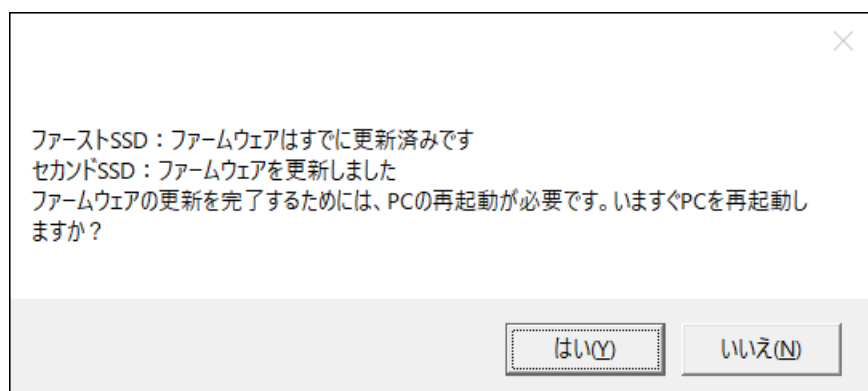 ファーストSSD：ファームウェアはすでに更新済みです
セカンドSSD：ファームウェアを更新しました
ファームウェアの更新を完了するためには、PCの再起動が必要です。いますぐPCを再起動し
ますか？
はい(Y) いいえ(N)